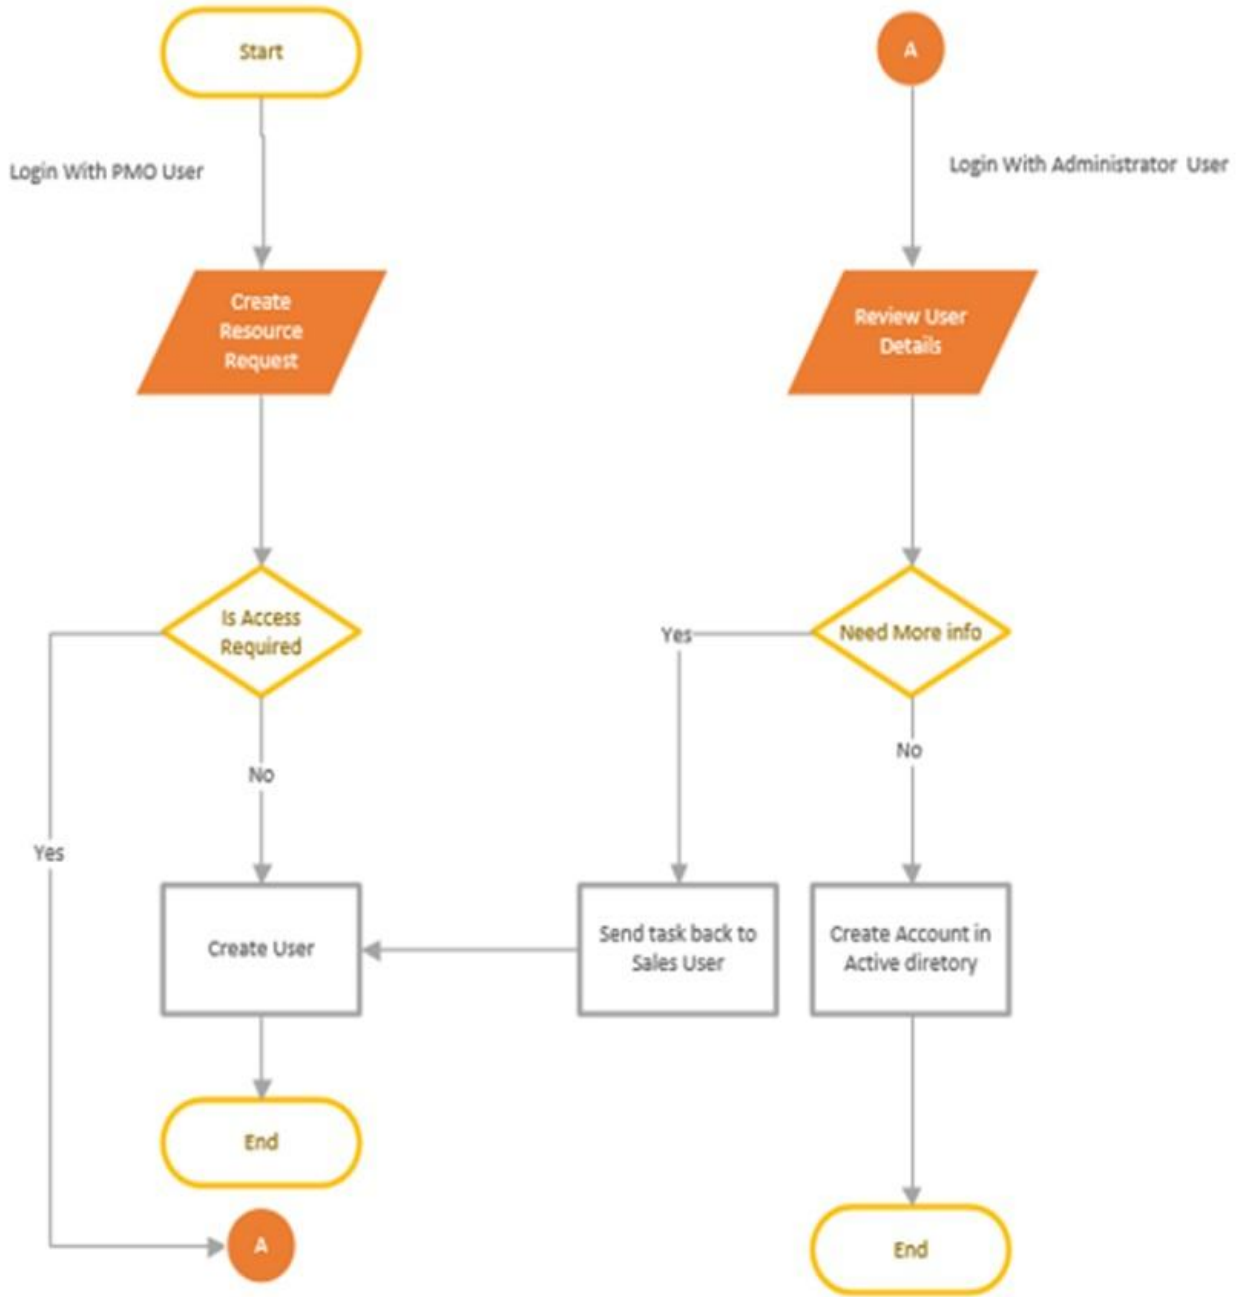 Start
Login With PMO User
Create
Resource
Request
Is Access
Required
No
Yes
Create User
End
A
A
Login With Administrator User
Review User
Details
Need More info
Yes
No
Send task back to
Sales User
Create Account in
Active diretory
End